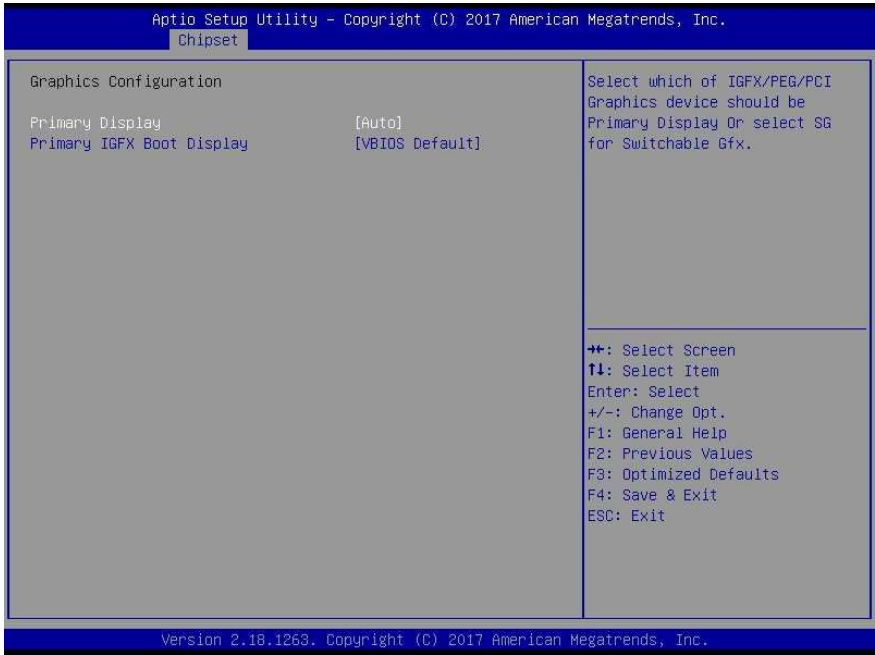 Aptio Setup Utility – Copyright (C) 2017 American Megatrends, Inc.
Chipset
Graphics Configuration
Primary Display [Auto]
Primary IGFX Boot Display [VBIOS Default]
Select which of IGFX/PEG/PCI
Graphics device should be
Primary Display Or select SG
for Switchable Gfx.
→←: Select Screen
↑↓: Select Item
Enter: Select
+/-: Change Opt.
F1: General Help
F2: Previous Values
F3: Optimized Defaults
F4: Save & Exit
ESC: Exit
Version 2.18.1263. Copyright (C) 2017 American Megatrends, Inc.